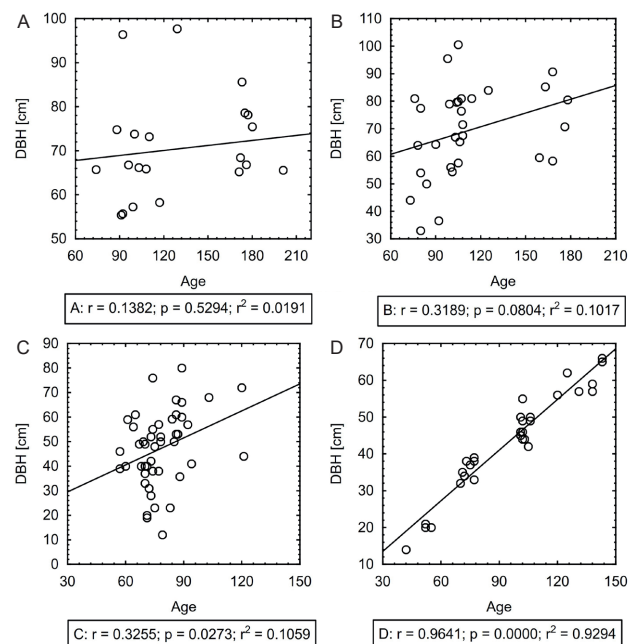 A
100
90
80
70
60
50
DBH [cm]
60 90 120 150 180 210
Age
A: r = 0.1382; p = 0.5294; r² = 0.0191
B
110
100
90
80
70
60
50
40
30
DBH [cm]
60 90 120 150 180 210
Age
B: r = 0.3189; p = 0.0804; r² = 0.1017
C
90
80
70
60
50
40
30
20
10
0
DBH [cm]
30 60 90 120 150
Age
C: r = 0.3255; p = 0.0273; r² = 0.1059
D
70
60
50
40
30
20
10
DBH [cm]
30 60 90 120 150
Age
D: r = 0.9641; p = 0.0000; r² = 0.9294